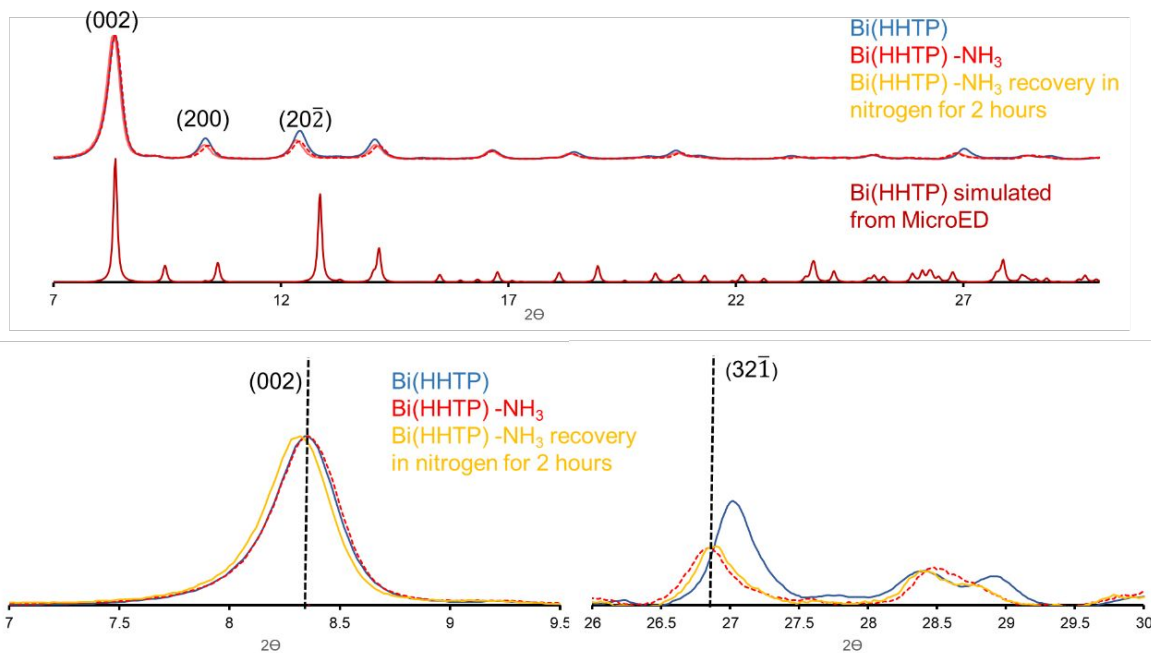 (002)
(200)
(202̅)
Bi(HHTP)
Bi(HHTP) -NH₃
Bi(HHTP) -NH₃ recovery in
nitrogen for 2 hours
Bi(HHTP) simulated
from MicroED
7 12 17 22 27
2ϴ
(002)
Bi(HHTP)
Bi(HHTP) -NH₃
Bi(HHTP) -NH₃ recovery
in nitrogen for 2 hours
7 7.5 8 8.5 9 9.5
2ϴ
(321̅)
26 26.5 27 27.5 28 28.5 29 29.5 30
2ϴ